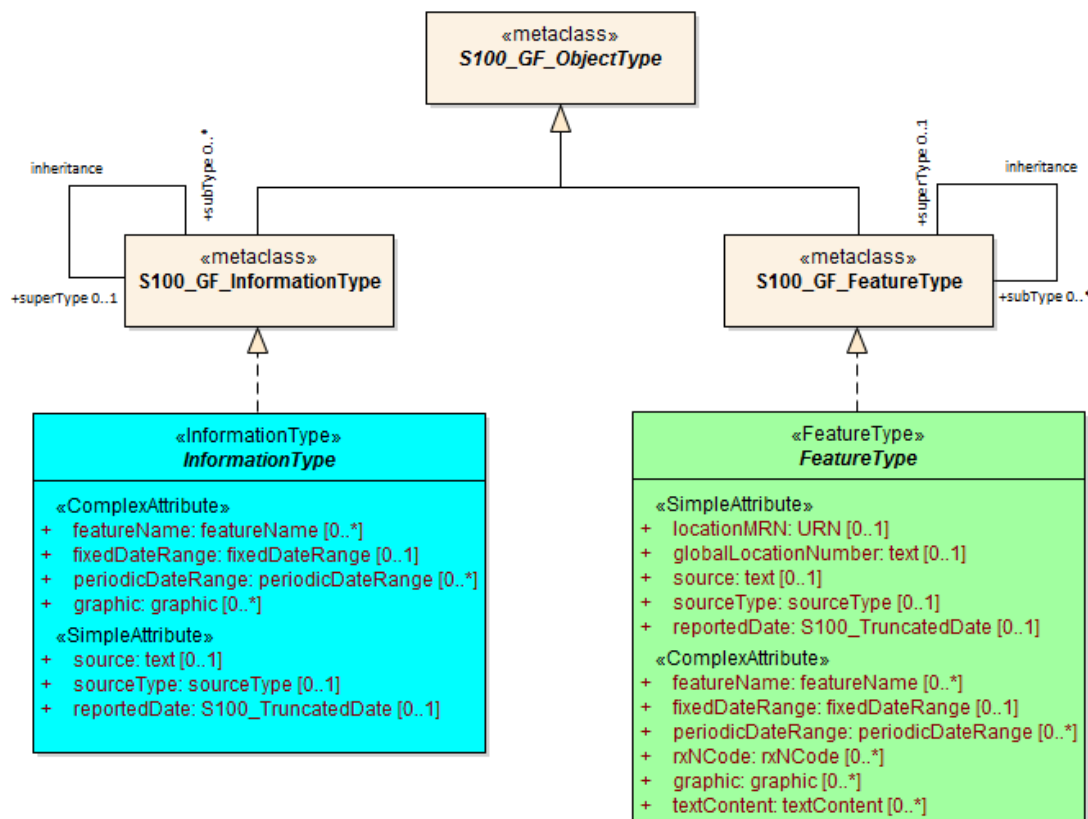 «metaclass»
S100_GF_ObjectType
inheritance
+subType 0..*
+superType 0..1
inheritance
«metaclass»
S100_GF_InformationType
+superType 0..1
«metaclass»
S100_GF_FeatureType
+subType 0..*
«InformationType»
InformationType
«ComplexAttribute»
+ featureName: featureName [0..*]
+ fixedDateRange: fixedDateRange [0..1]
+ periodicDateRange: periodicDateRange [0..*]
+ graphic: graphic [0..*]
«SimpleAttribute»
+ source: text [0..1]
+ sourceType: sourceType [0..1]
+ reportedDate: S100_TruncatedDate [0..1]
«FeatureType»
FeatureType
«SimpleAttribute»
+ locationMRN: URN [0..1]
+ globalLocationNumber: text [0..1]
+ source: text [0..1]
+ sourceType: sourceType [0..1]
+ reportedDate: S100_TruncatedDate [0..1]
«ComplexAttribute»
+ featureName: featureName [0..*]
+ fixedDateRange: fixedDateRange [0..1]
+ periodicDateRange: periodicDateRange [0..*]
+ rxNCode: rxNCode [0..*]
+ graphic: graphic [0..*]
+ textContent: textContent [0..*]